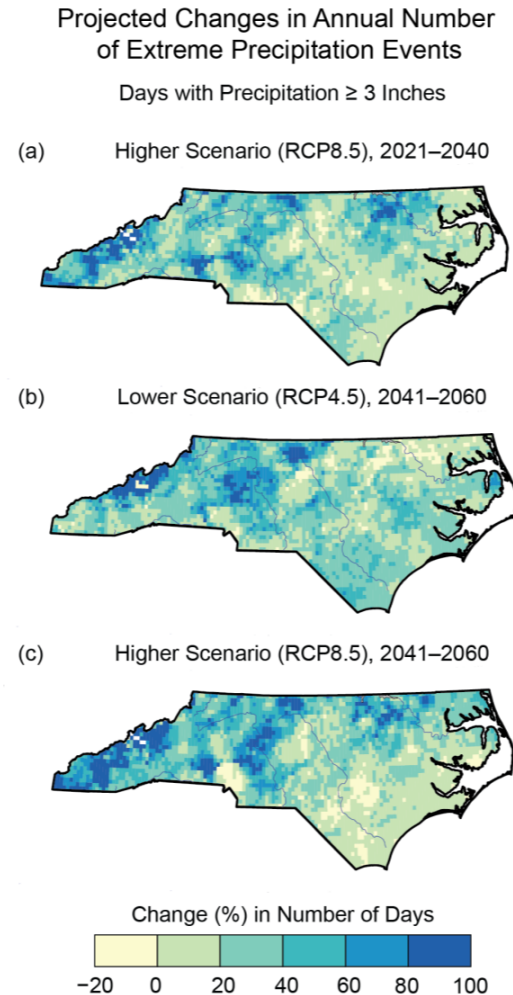 Projected Changes in Annual Number
of Extreme Precipitation Events
Days with Precipitation ≥ 3 Inches
(a) Higher Scenario (RCP8.5), 2021–2040
(b) Lower Scenario (RCP4.5), 2041–2060
(c) Higher Scenario (RCP8.5), 2041–2060
Change (%) in Number of Days
−20 0 20 40 60 80 100